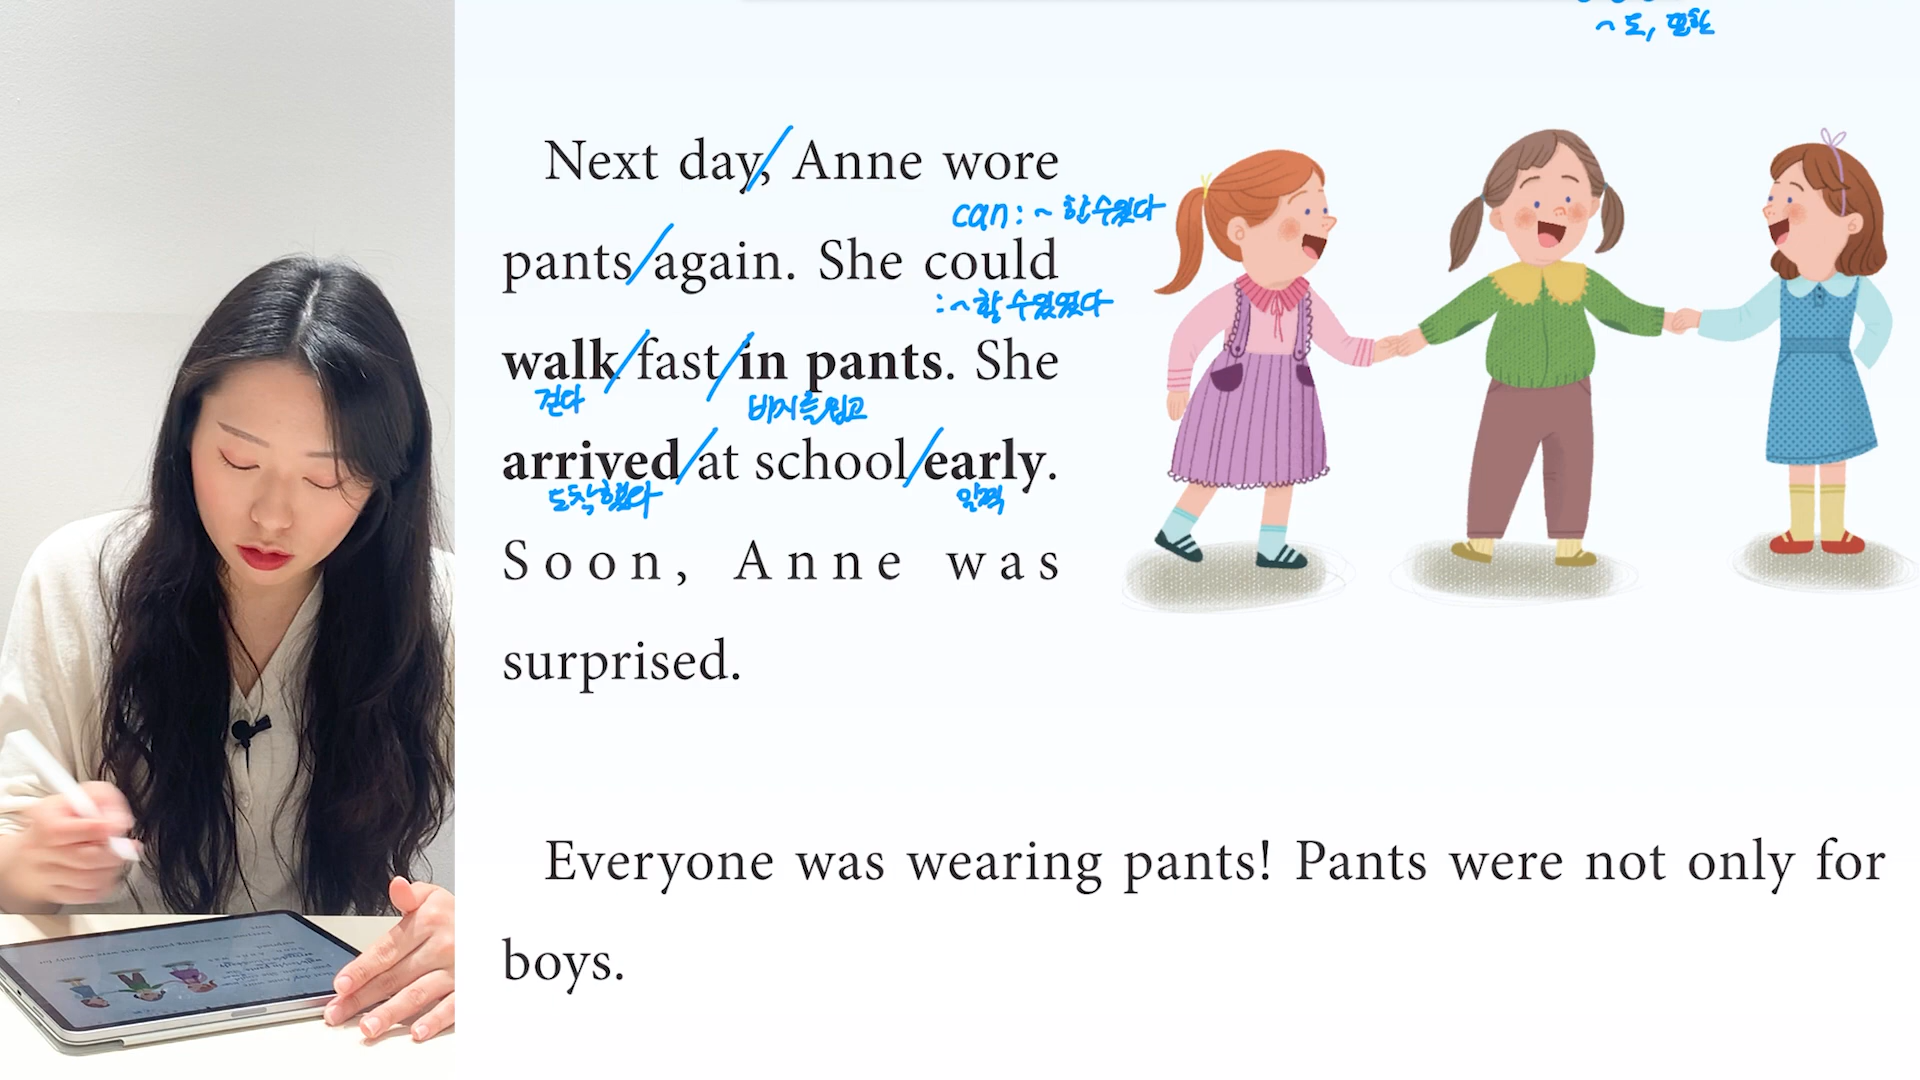 ~도, 또한
Next day, Anne wore
can : ~ 할 수 있다
pants again. She could
: ~할 수 있었다
walk fast in pants. She
걷다 바지를 입고
arrived at school early.
도착했다 일찍
Soon, Anne was
surprised.
Everyone was wearing pants! Pants were not only for
boys.